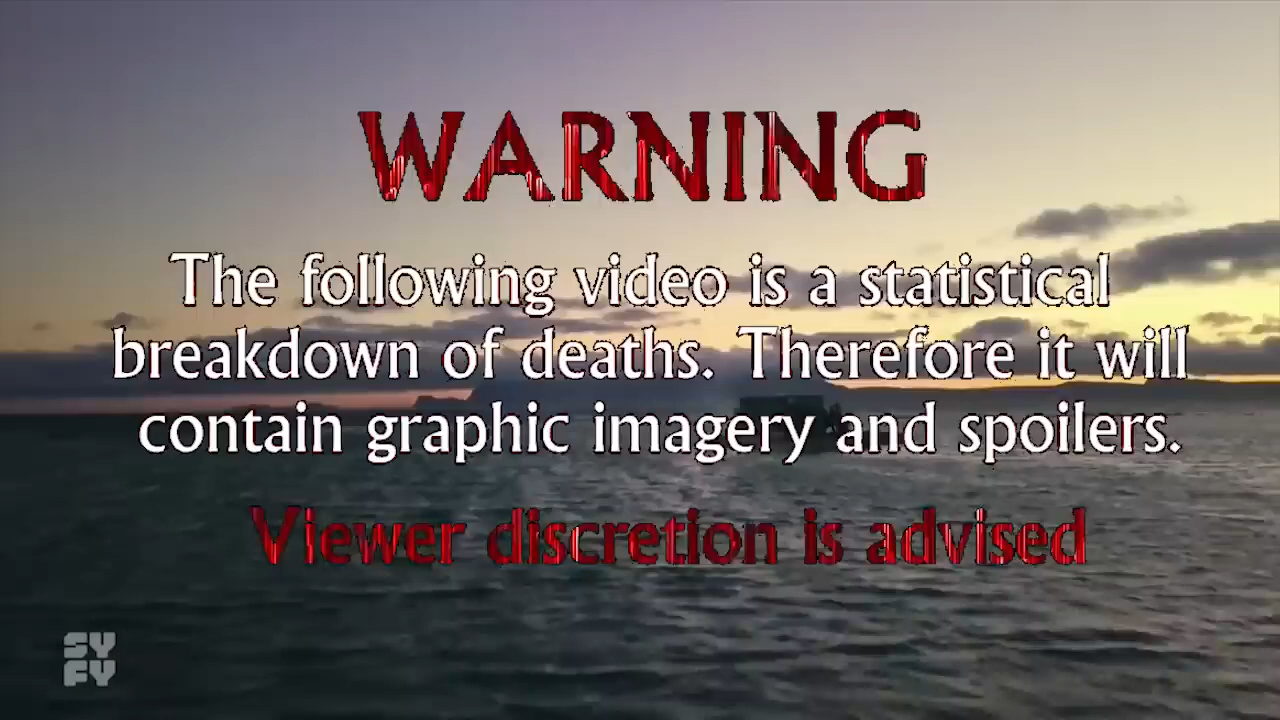 WARNING
The following video is a statistical
breakdown of deaths. Therefore it will
contain graphic imagery and spoilers.
Viewer discretion is advised
SY
FY